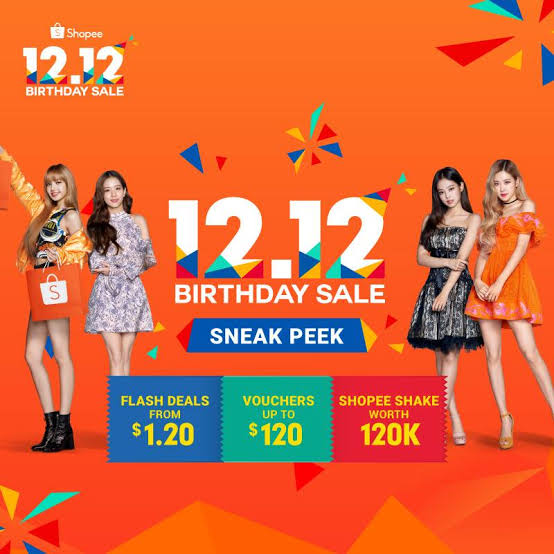 Shopee
12.12
BIRTHDAY SALE
12.12
BIRTHDAY SALE
SNEAK PEEK
FLASH DEALS
FROM
$1.20
VOUCHERS
UP TO
$120
SHOPEE SHAKE
WORTH
120K